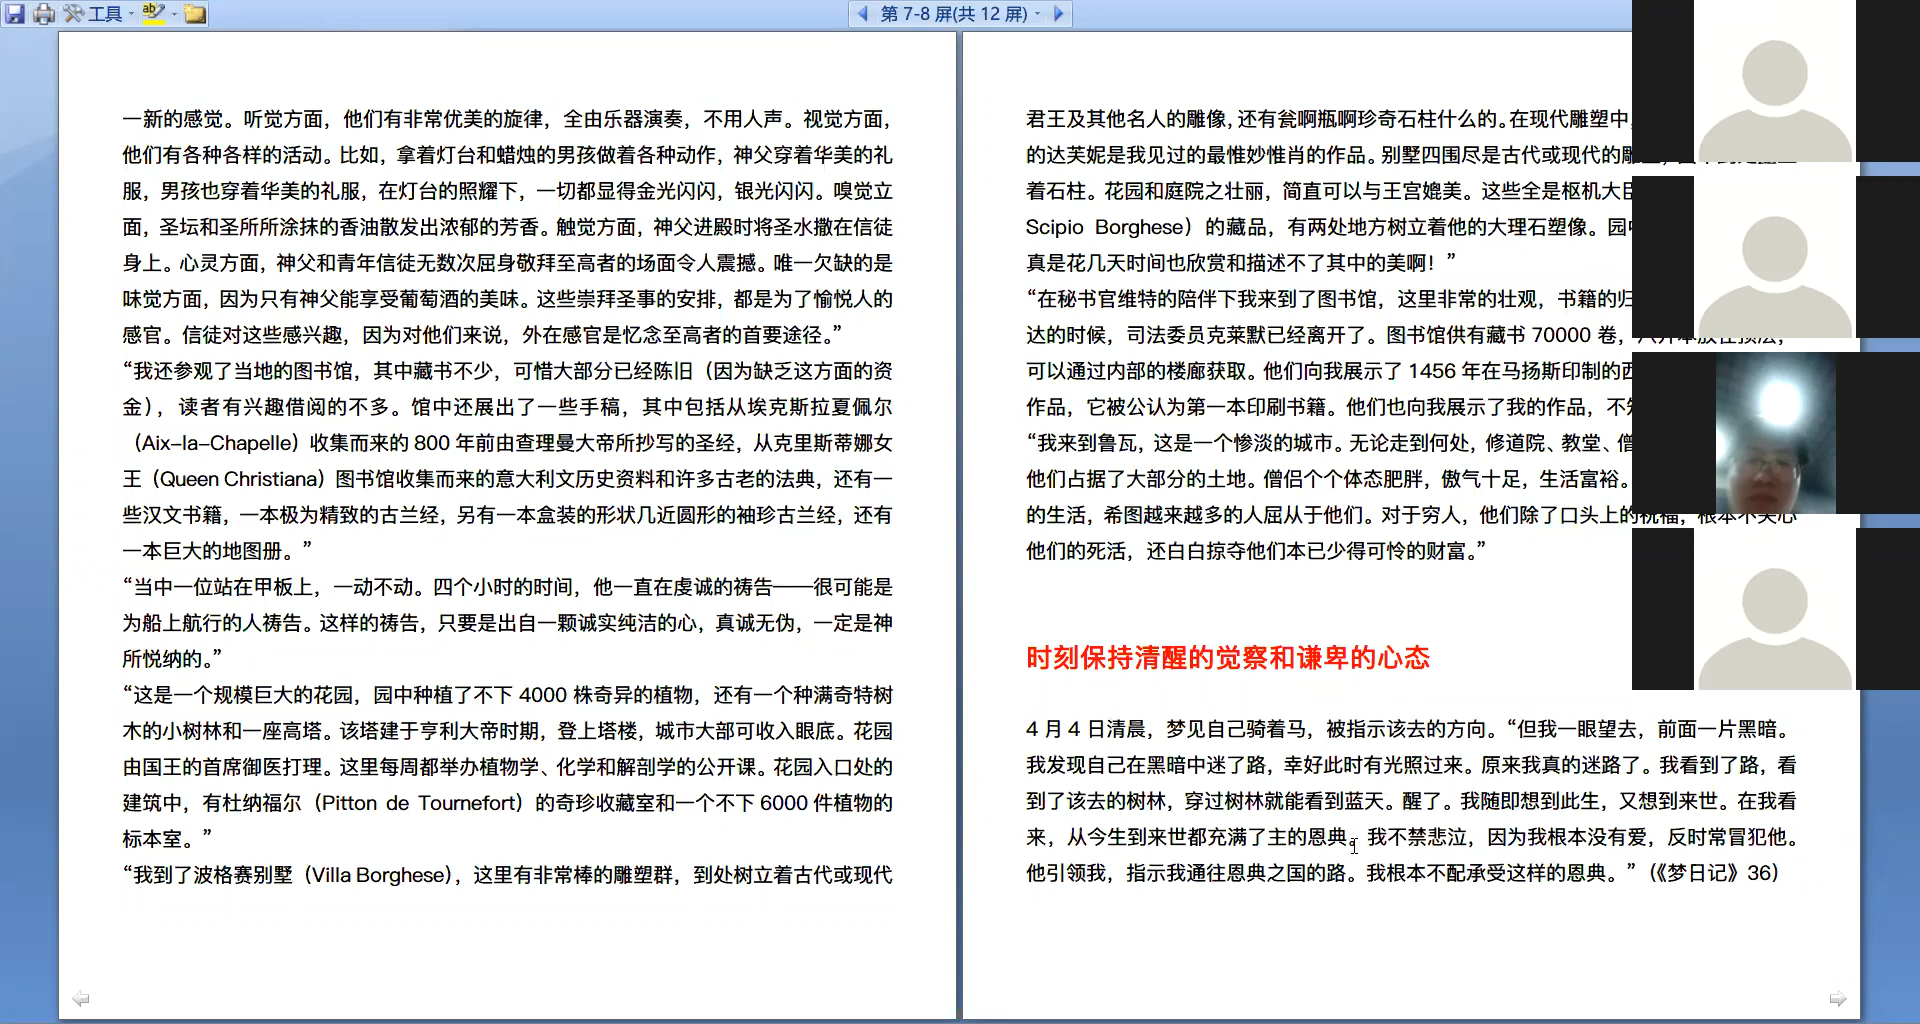 工具
第 7-8 屏(共 12 屏)
一新的感觉。听觉方面，他们有非常优美的旋律，全由乐器演奏，不用人声。视觉方面，
他们有各种各样的活动。比如，拿着灯台和蜡烛的男孩做着各种动作，神父穿着华美的礼
服，男孩也穿着华美的礼服，在灯台的照耀下，一切都显得金光闪闪，银光闪闪。嗅觉立
面，圣坛和圣所所涂抹的香油散发出浓郁的芳香。触觉方面，神父进殿时将圣水撒在信徒
身上。心灵方面，神父和青年信徒无数次屈身敬拜至高者的场面令人震撼。唯一欠缺的是
味觉方面，因为只有神父能享受葡萄酒的美味。这些崇拜圣事的安排，都是为了愉悦人的
感官。信徒对这些感兴趣，因为对他们来说，外在感官是忆念至高者的首要途径。”
“我还参观了当地的图书馆，其中藏书不少，可惜大部分已经陈旧（因为缺乏这方面的资
金），读者有兴趣借阅的不多。馆中还展出了一些手稿，其中包括从埃克斯拉夏佩尔
（Aix-la-Chapelle）收集而来的 800 年前由查理曼大帝所抄写的圣经，从克里斯蒂娜女
王（Queen Christiana）图书馆收集而来的意大利文历史资料和许多古老的法典，还有一
些汉文书籍，一本极为精致的古兰经，另有一本盒装的形状几近圆形的袖珍古兰经，还有
一本巨大的地图册。”
“当中一位站在甲板上，一动不动。四个小时的时间，他一直在虔诚的祷告——很可能是
为船上航行的人祷告。这样的祷告，只要是出自一颗诚实纯洁的心，真诚无伪，一定是神
所悦纳的。”
“这是一个规模巨大的花园，园中种植了不下 4000 株奇异的植物，还有一个种满奇特树
木的小树林和一座高塔。该塔建于亨利大帝时期，登上塔楼，城市大部可收入眼底。花园
由国王的首席御医打理。这里每周都举办植物学、化学和解剖学的公开课。花园入口处的
建筑中，有杜纳福尔（Pitton de Tournefort）的奇珍收藏室和一个不下 6000 件植物的
标本室。”
“我到了波格赛别墅（Villa Borghese），这里有非常棒的雕塑群，到处树立着古代或现代
君王及其他名人的雕像，还有瓮啊瓶啊珍奇石柱什么的。在现代雕塑中，
的达芙妮是我见过的最惟妙惟肖的作品。别墅四围尽是古代或现代的
着石柱。花园和庭院之壮丽，简直可以与王宫媲美。这些全是枢机大臣
Scipio Borghese）的藏品，有两处地方树立着他的大理石塑像。园
真是花几天时间也欣赏和描述不了其中的美啊！”
“在秘书官维特的陪伴下我来到了图书馆，这里非常的壮观，书籍的归
达的时候，司法委员克莱默已经离开了。图书馆供有藏书 70000 卷，
可以通过内部的楼廊获取。他们向我展示了 1456 年在马扬斯印制的西
作品，它被公认为第一本印刷书籍。他们也向我展示了我的作品，不
“我来到鲁瓦，这是一个惨淡的城市。无论走到何处，修道院、教堂、僧
他们占据了大部分的土地。僧侣个个体态肥胖，傲气十足，生活富裕。
的生活，希图越来越多的人屈从于他们。对于穷人，他们除了口头上的祝福，根本不关心
他们的死活，还白白掠夺他们本已少得可怜的财富。”
时刻保持清醒的觉察和谦卑的心态
4 月 4 日清晨，梦见自己骑着马，被指示该去的方向。“但我一眼望去，前面一片黑暗。
我发现自己在黑暗中迷了路，幸好此时有光照过来。原来我真的迷路了。我看到了路，看
到了该去的树林，穿过树林就能看到蓝天。醒了。我随即想到此生，又想到来世。在我看
来，从今生到来世都充满了主的恩典。我不禁悲泣，因为我根本没有爱，反时常冒犯他。
他引领我，指示我通往恩典之国的路。我根本不配承受这样的恩典。”（《梦日记》36）